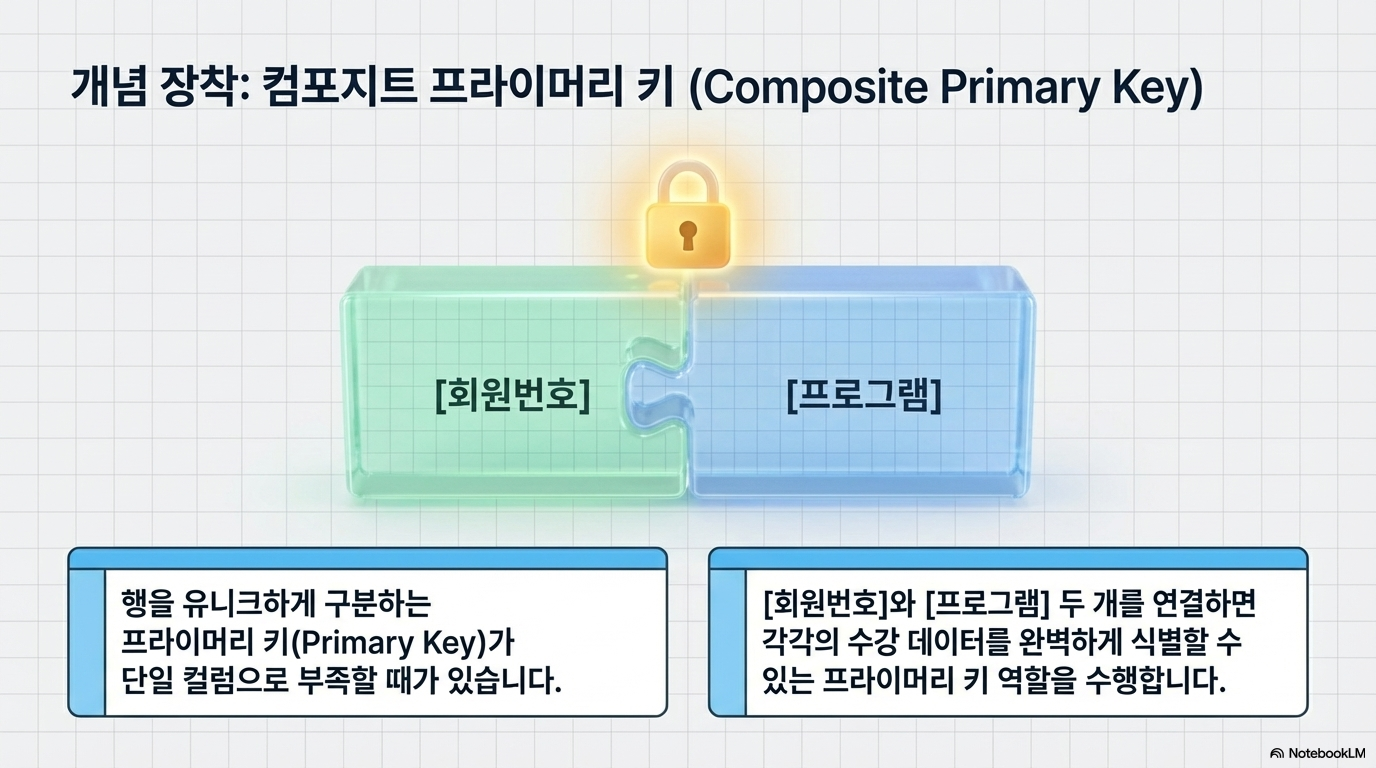 개념 장착: 컴포지트 프라이머리 키 (Composite Primary Key)
[회원번호]
[프로그램]
행을 유니크하게 구분하는
프라이머리 키(Primary Key)가
단일 컬럼으로 부족할 때가 있습니다.
[회원번호]와 [프로그램] 두 개를 연결하면
각각의 수강 데이터를 완벽하게 식별할 수
있는 프라이머리 키 역할을 수행합니다.
NotebookLM